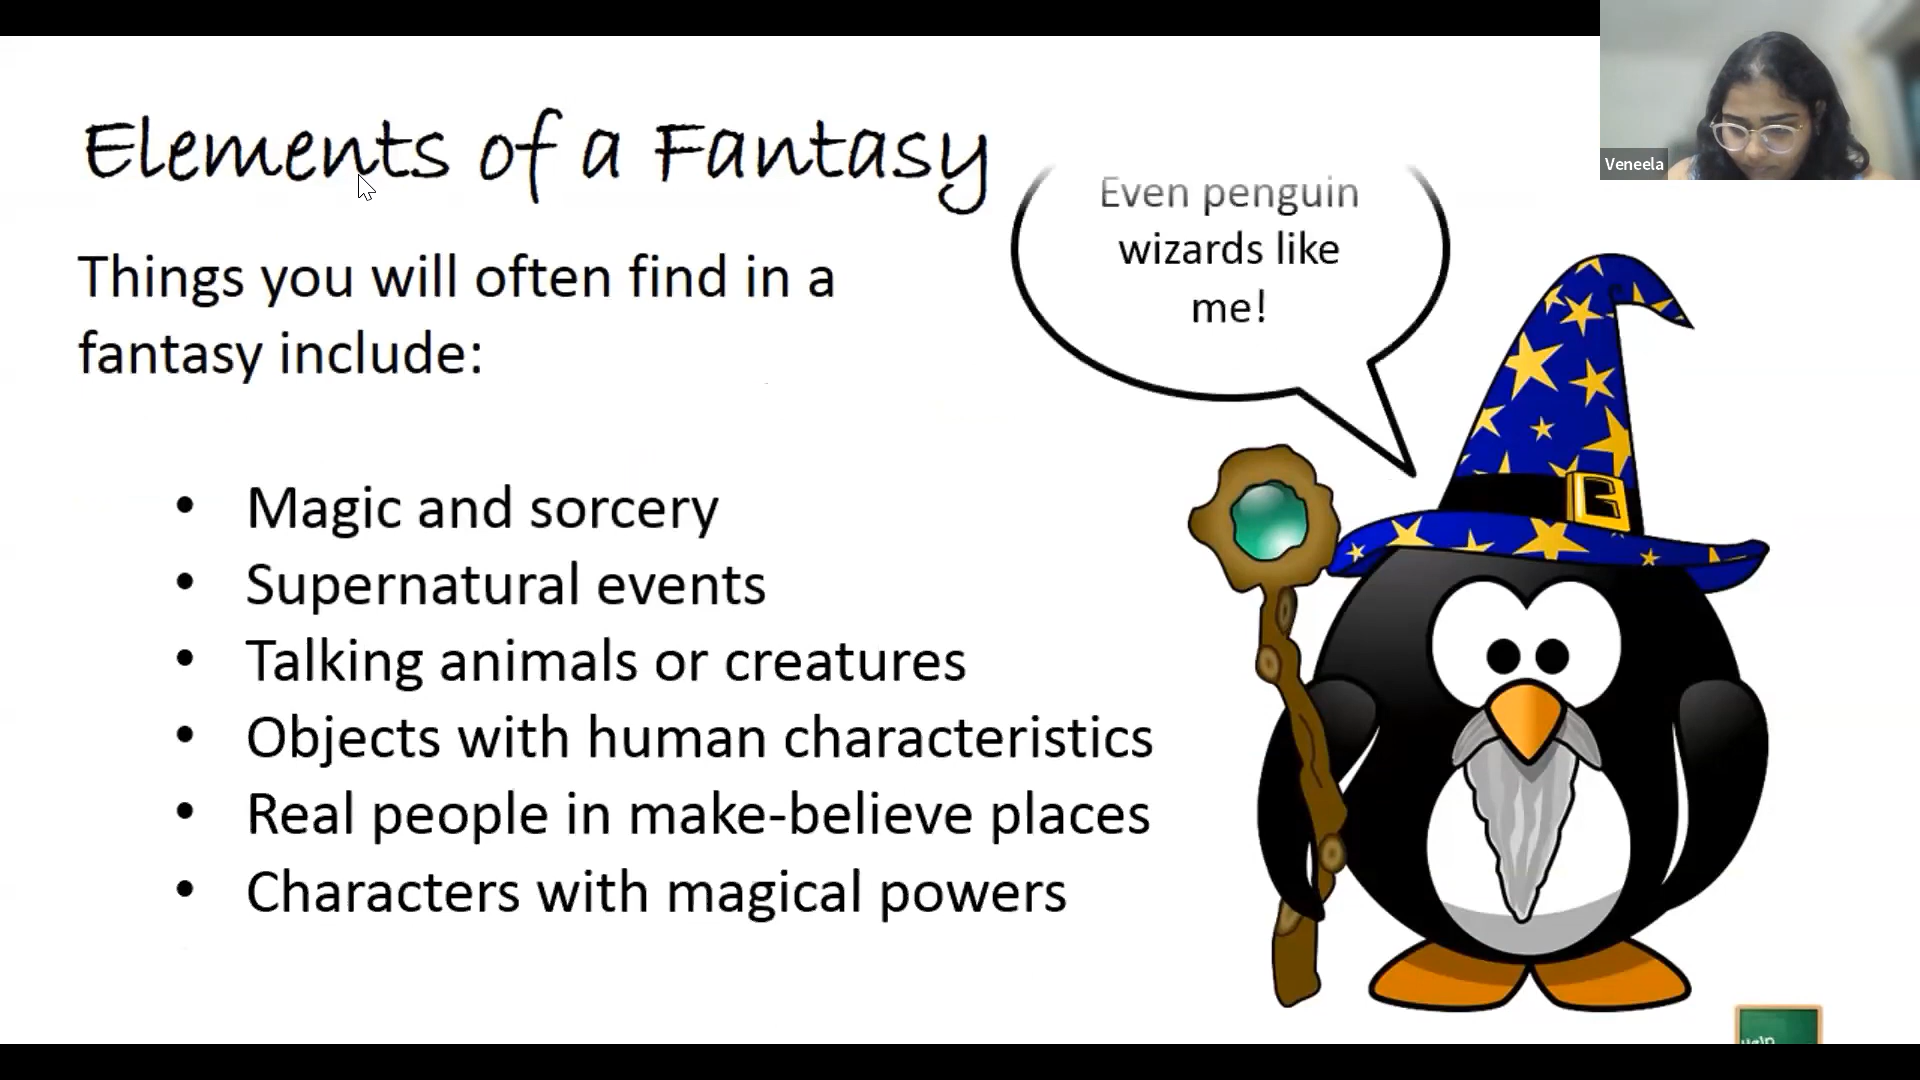 Elements of a Fantasy
Even penguin
wizards like
me!
Veneela
Things you will often find in a
fantasy include:
• Magic and sorcery
• Supernatural events
• Talking animals or creatures
• Objects with human characteristics
• Real people in make-believe places
• Characters with magical powers